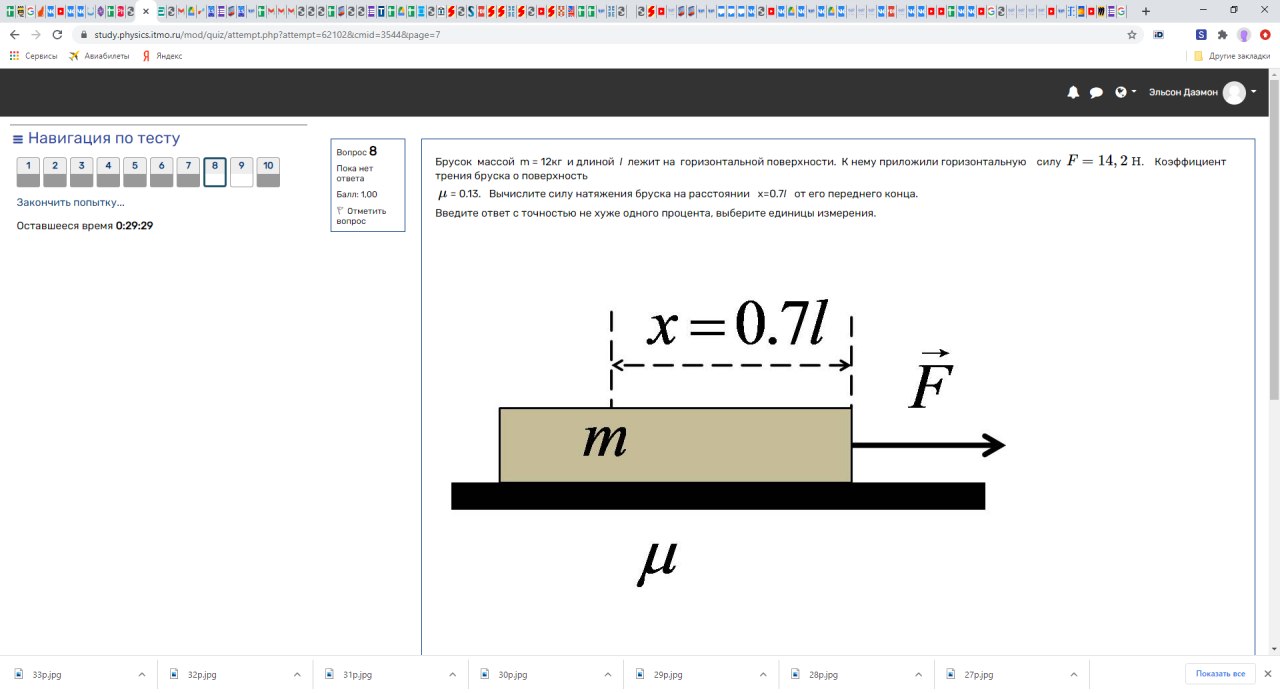 study.physics.itmo.ru/mod/quiz/attempt.php?attempt=62102&cmid=3544&page=7
Сервисы Авиабилеты Яндекс Другие закладки
Эльсон Даэмон
Навигация по тесту
1 2 3 4 5 6 7 8 9 10
Закончить попытку...
Оставшееся время 0:29:29
Вопрос 8
Пока нет
ответа
Балл: 1,00
Отметить
вопрос
Брусок массой m = 12кг и длиной l лежит на горизонтальной поверхности. К нему приложили горизонтальную силу F = 14, 2 Н. Коэффициент
трения бруска о поверхность
μ = 0.13. Вычислите силу натяжения бруска на расстоянии x=0.7l от его переднего конца.
Введите ответ с точностью не хуже одного процента, выберите единицы измерения.
x = 0.7l
F
m
μ
33p.jpg 32p.jpg 31p.jpg 30p.jpg 29p.jpg 28p.jpg 27p.jpg Показать все